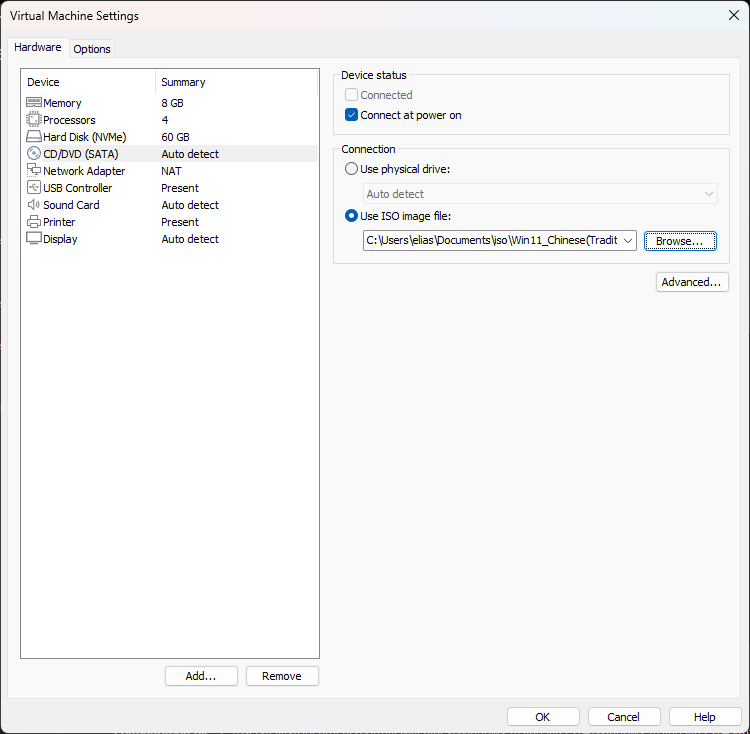 Virtual Machine Settings
Hardware
Options
Device Summary
Memory 8 GB
Processors 4
Hard Disk (NVMe) 60 GB
CD/DVD (SATA) Auto detect
Network Adapter NAT
USB Controller Present
Sound Card Auto detect
Printer Present
Display Auto detect
Add...
Remove
Device status
Connected
Connect at power on
Connection
Use physical drive:
Auto detect
Use ISO image file:
C:\Users\elias\Documents\iso\Win11_Chinese(Tradit
Browse...
Advanced...
OK
Cancel
Help